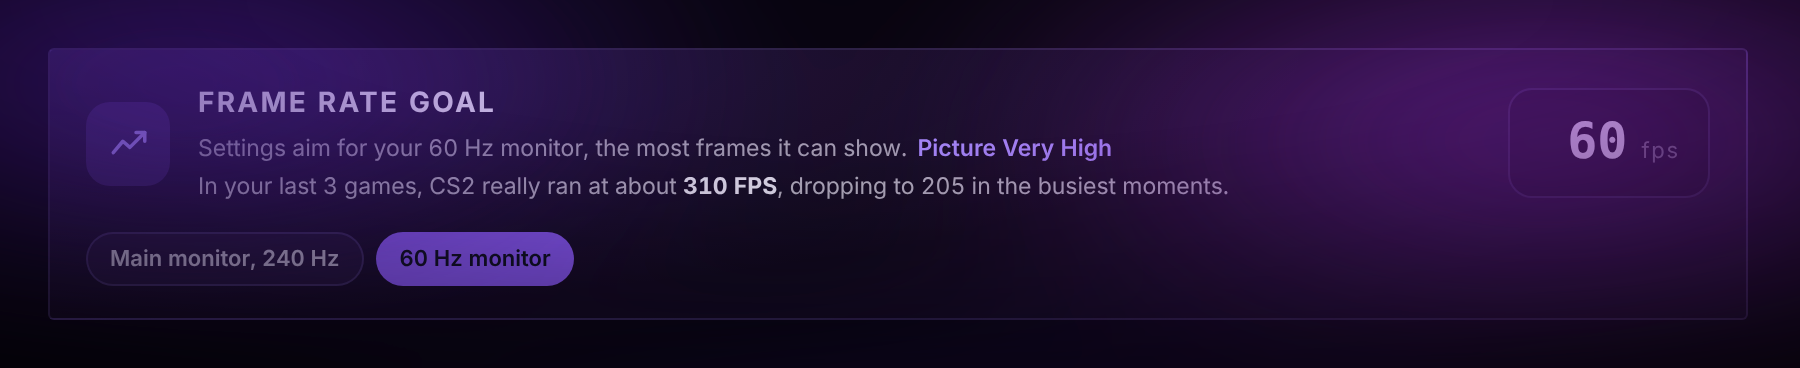 FRAME RATE GOAL
Settings aim for your 60 Hz monitor, the most frames it can show. Picture Very High
In your last 3 games, CS2 really ran at about 310 FPS, dropping to 205 in the busiest moments.
60 fps
Main monitor, 240 Hz
60 Hz monitor